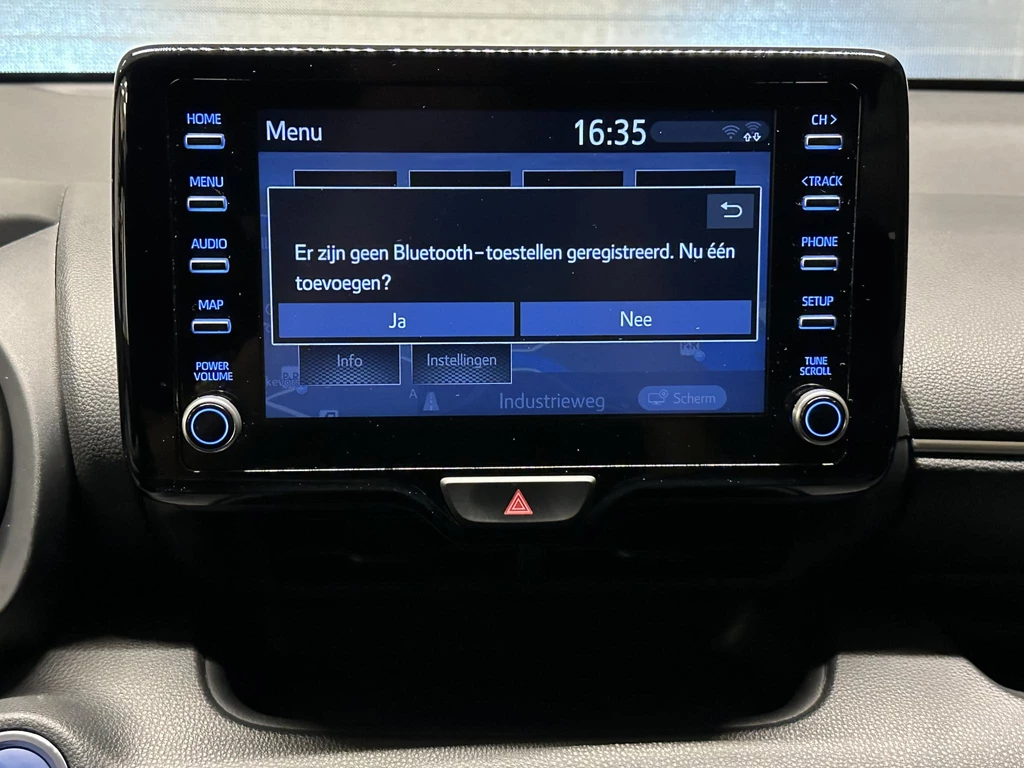 HOME
MENU
AUDIO
MAP
POWER
VOLUME
Menu
16:35
Er zijn geen Bluetooth-toestellen geregistreerd. Nu één
toevoegen?
Ja
Nee
Info
Instellingen
A
Industrieweg
Scherm
CH >
<TRACK
PHONE
SETUP
TUNE
SCROLL